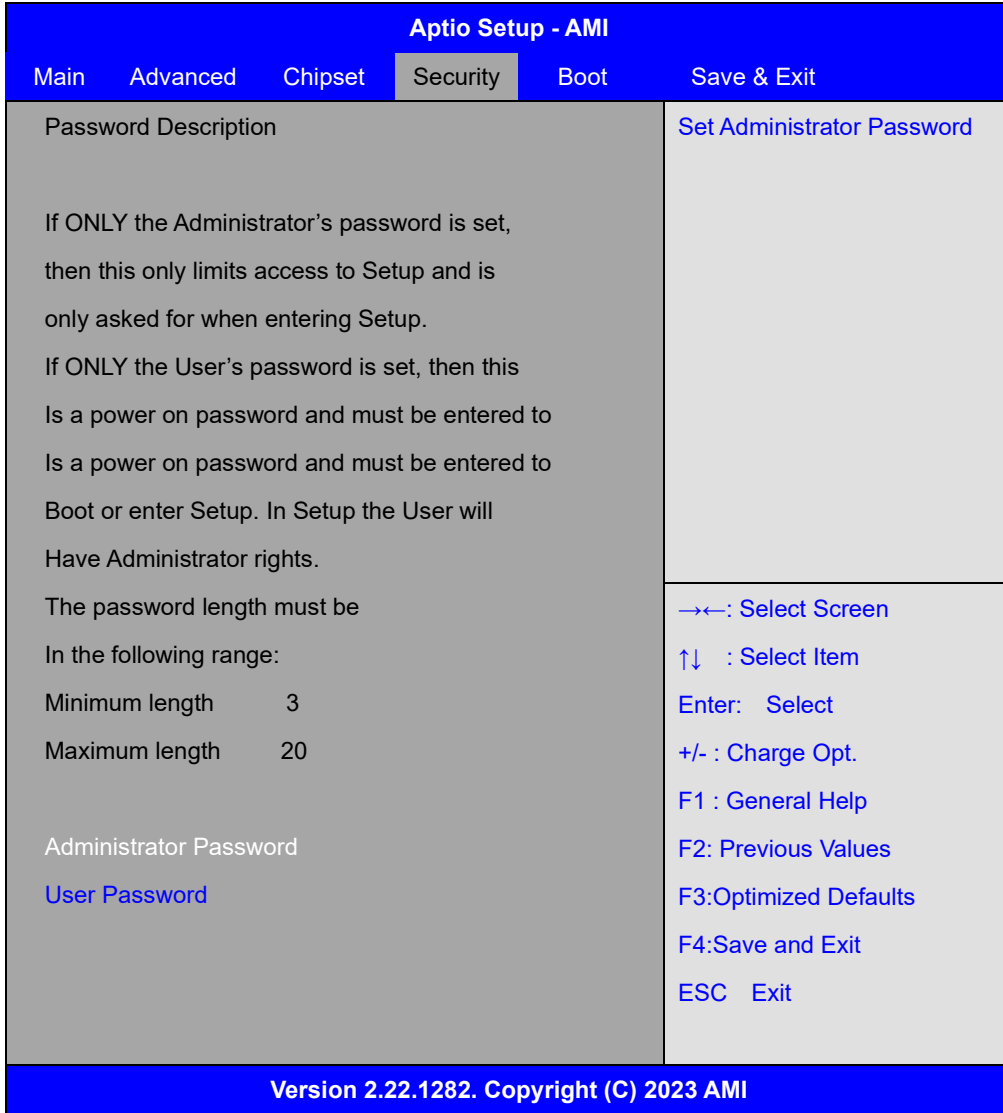 Aptio Setup - AMI
Main Advanced Chipset Security Boot Save & Exit
Password Description
If ONLY the Administrator’s password is set,
then this only limits access to Setup and is
only asked for when entering Setup.
If ONLY the User’s password is set, then this
Is a power on password and must be entered to
Is a power on password and must be entered to
Boot or enter Setup. In Setup the User will
Have Administrator rights.
The password length must be
In the following range:
Minimum length 3
Maximum length 20
Administrator Password
User Password
Set Administrator Password
→←: Select Screen
↑↓ : Select Item
Enter: Select
+/- : Charge Opt.
F1 : General Help
F2: Previous Values
F3:Optimized Defaults
F4:Save and Exit
ESC Exit
Version 2.22.1282. Copyright (C) 2023 AMI